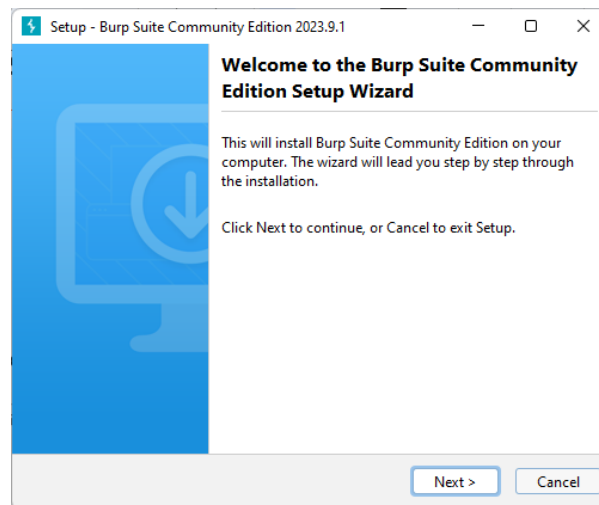 Setup - Burp Suite Community Edition 2023.9.1
Welcome to the Burp Suite Community
Edition Setup Wizard
This will install Burp Suite Community Edition on your
computer. The wizard will lead you step by step through
the installation.
Click Next to continue, or Cancel to exit Setup.
Next >
Cancel